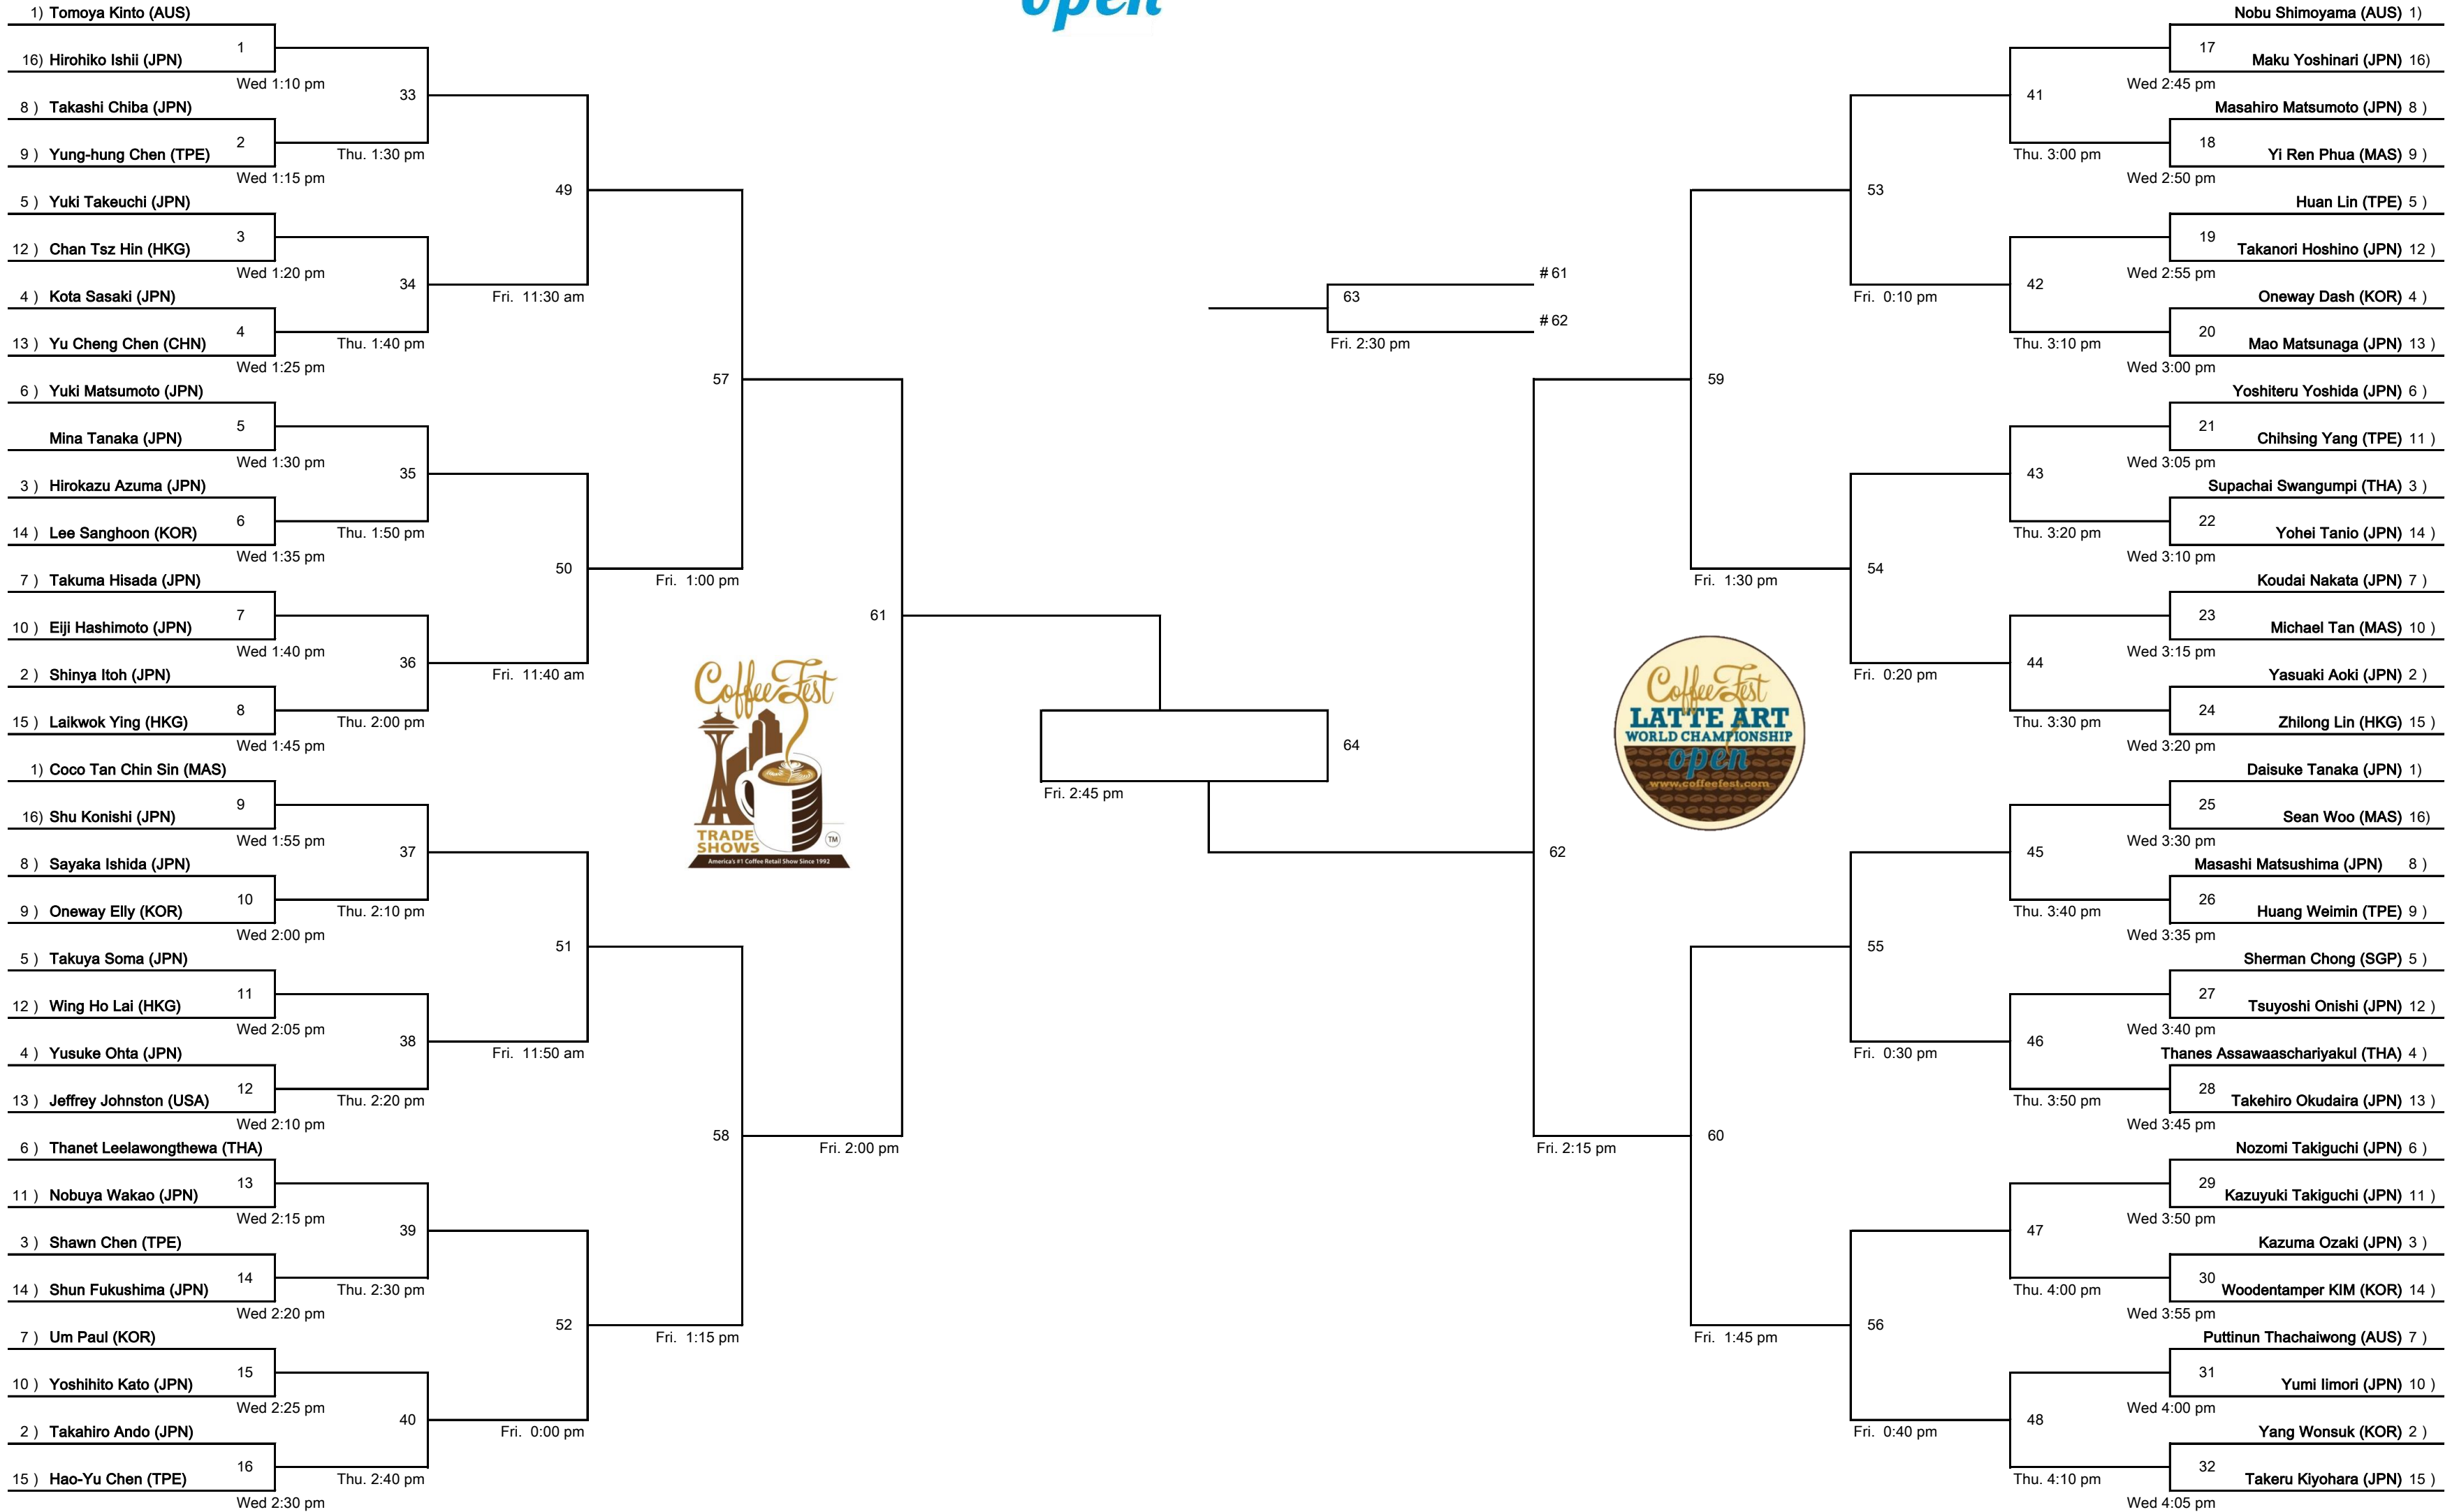 open
1) Tomoya Kinto (AUS)
1
16) Hirohiko Ishii (JPN)
Wed 1:10 pm
33
8 ) Takashi Chiba (JPN)
2
9 ) Yung-hung Chen (TPE)
Thu. 1:30 pm
Wed 1:15 pm
49
5 ) Yuki Takeuchi (JPN)
3
12 ) Chan Tsz Hin (HKG)
Wed 1:20 pm
34
Fri. 11:30 am
4 ) Kota Sasaki (JPN)
4
13 ) Yu Cheng Chen (CHN)
Thu. 1:40 pm
Wed 1:25 pm
57
6 ) Yuki Matsumoto (JPN)
5
Mina Tanaka (JPN)
Wed 1:30 pm
35
3 ) Hirokazu Azuma (JPN)
6
14 ) Lee Sanghoon (KOR)
Thu. 1:50 pm
Wed 1:35 pm
50
Fri. 1:00 pm
7 ) Takuma Hisada (JPN)
7
61
10 ) Eiji Hashimoto (JPN)
Wed 1:40 pm
36
Fri. 11:40 am
2 ) Shinya Itoh (JPN)
8
15 ) Laikwok Ying (HKG)
Thu. 2:00 pm
Wed 1:45 pm
1) Coco Tan Chin Sin (MAS)
9
16) Shu Konishi (JPN)
Wed 1:55 pm
37
8 ) Sayaka Ishida (JPN)
10
9 ) Oneway Elly (KOR)
Thu. 2:10 pm
Wed 2:00 pm
51
5 ) Takuya Soma (JPN)
11
12 ) Wing Ho Lai (HKG)
Wed 2:05 pm
38
Fri. 11:50 am
4 ) Yusuke Ohta (JPN)
12
13 ) Jeffrey Johnston (USA)
Thu. 2:20 pm
Wed 2:10 pm
58
Fri. 2:00 pm
6 ) Thanet Leelawongthewa (THA)
13
11 ) Nobuya Wakao (JPN)
Wed 2:15 pm
39
3 ) Shawn Chen (TPE)
14
14 ) Shun Fukushima (JPN)
Thu. 2:30 pm
Wed 2:20 pm
52
Fri. 1:15 pm
7 ) Um Paul (KOR)
15
10 ) Yoshihito Kato (JPN)
Wed 2:25 pm
40
Fri. 0:00 pm
2 ) Takahiro Ando (JPN)
16
15 ) Hao-Yu Chen (TPE)
Thu. 2:40 pm
Wed 2:30 pm
# 61
63
# 62
Fri. 2:30 pm
64
Fri. 2:45 pm
Coffee Fest
TRADE
SHOWS
TM
America's #1 Coffee Retail Show Since 1992
Coffee Fest
LATTE ART
WORLD CHAMPIONSHIP
open
www.coffeefest.com
Nobu Shimoyama (AUS) 1)
17
Maku Yoshinari (JPN) 16)
Wed 2:45 pm
41
Masahiro Matsumoto (JPN) 8 )
18
Yi Ren Phua (MAS) 9 )
Thu. 3:00 pm
Wed 2:50 pm
53
Huan Lin (TPE) 5 )
19
Takanori Hoshino (JPN) 12 )
Wed 2:55 pm
42
Fri. 0:10 pm
Oneway Dash (KOR) 4 )
20
Mao Matsunaga (JPN) 13 )
Thu. 3:10 pm
Wed 3:00 pm
59
Yoshiteru Yoshida (JPN) 6 )
21
Chihsing Yang (TPE) 11 )
Wed 3:05 pm
43
Supachai Swangumpi (THA) 3 )
22
Yohei Tanio (JPN) 14 )
Thu. 3:20 pm
Wed 3:10 pm
54
Fri. 1:30 pm
Koudai Nakata (JPN) 7 )
23
Michael Tan (MAS) 10 )
Wed 3:15 pm
44
Fri. 0:20 pm
Yasuaki Aoki (JPN) 2 )
24
Zhilong Lin (HKG) 15 )
Thu. 3:30 pm
Wed 3:20 pm
Daisuke Tanaka (JPN) 1)
25
Sean Woo (MAS) 16)
Wed 3:30 pm
62
45
Masashi Matsushima (JPN) 8 )
26
Huang Weimin (TPE) 9 )
Thu. 3:40 pm
Wed 3:35 pm
55
Sherman Chong (SGP) 5 )
27
Tsuyoshi Onishi (JPN) 12 )
Wed 3:40 pm
46
Fri. 0:30 pm
Thanes Assawaaschariyakul (THA) 4 )
28
Takehiro Okudaira (JPN) 13 )
Thu. 3:50 pm
Wed 3:45 pm
60
Fri. 2:15 pm
Nozomi Takiguchi (JPN) 6 )
29
Kazuyuki Takiguchi (JPN) 11 )
Wed 3:50 pm
47
Kazuma Ozaki (JPN) 3 )
30
Woodentamper KIM (KOR) 14 )
Thu. 4:00 pm
Wed 3:55 pm
56
Fri. 1:45 pm
Puttinun Thachaiwong (AUS) 7 )
31
Yumi Iimori (JPN) 10 )
Wed 4:00 pm
48
Fri. 0:40 pm
Yang Wonsuk (KOR) 2 )
32
Takeru Kiyohara (JPN) 15 )
Thu. 4:10 pm
Wed 4:05 pm